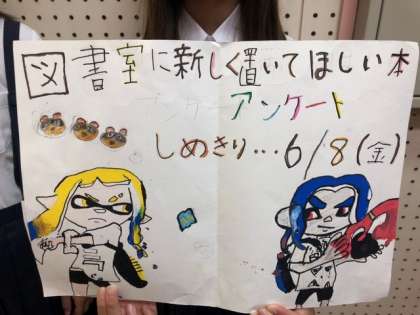 図書室に新しく置いてほしい本
アンケート
しめきり…6/8(金)